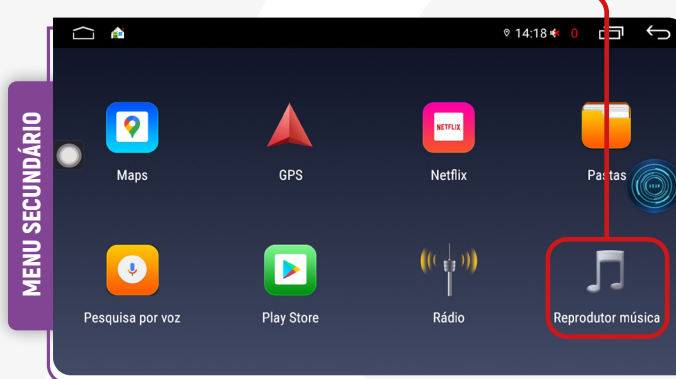 MENU SECUNDÁRIO
14:18 0
NETFLIX
Maps
GPS
Netflix
Pastas
Pesquisa por voz
Play Store
Rádio
Reprodutor música